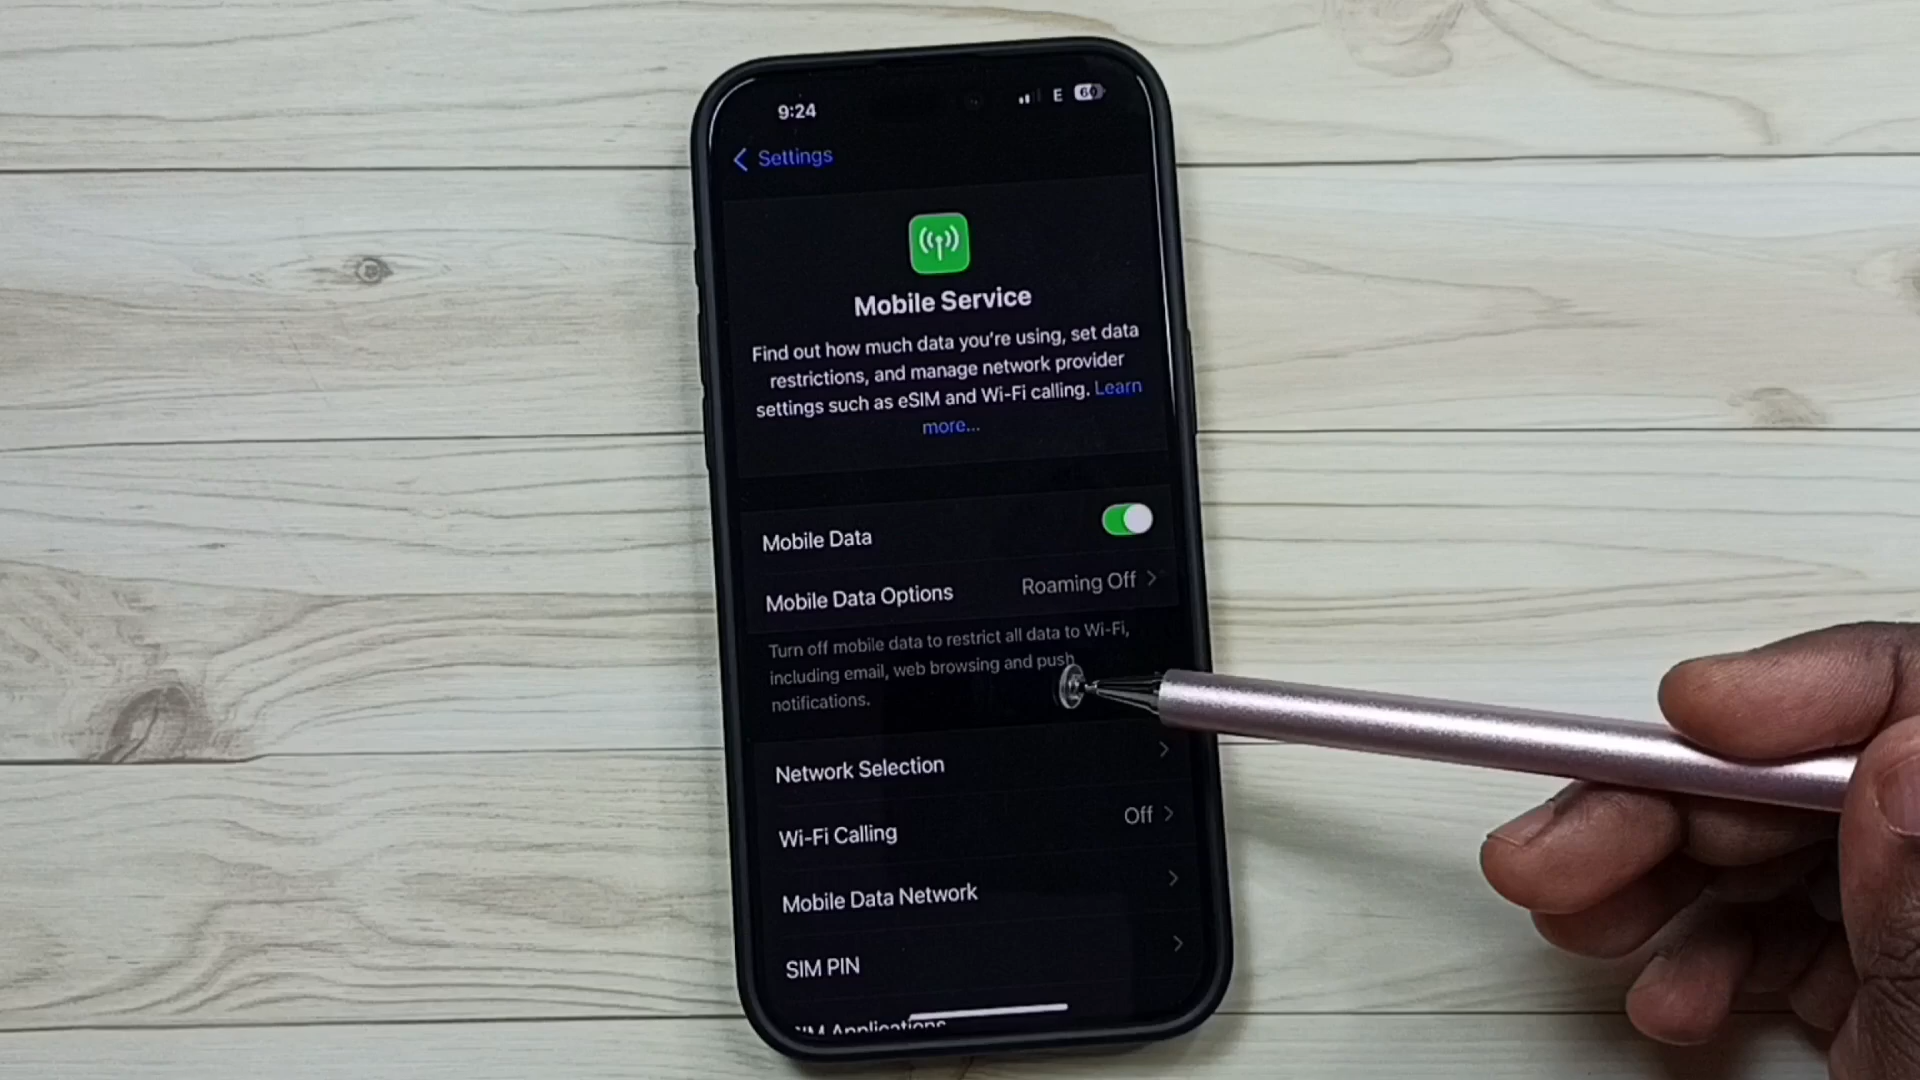 9:24 E 60
Settings
Mobile Service
Find out how much data you're using, set data
restrictions, and manage network provider
settings such as eSIM and Wi-Fi calling. Learn
more...
Mobile Data
Mobile Data Options Roaming Off
Turn off mobile data to restrict all data to Wi-Fi,
including email, web browsing and push
notifications.
Network Selection
Wi-Fi Calling Off
Mobile Data Network
SIM PIN
Applications